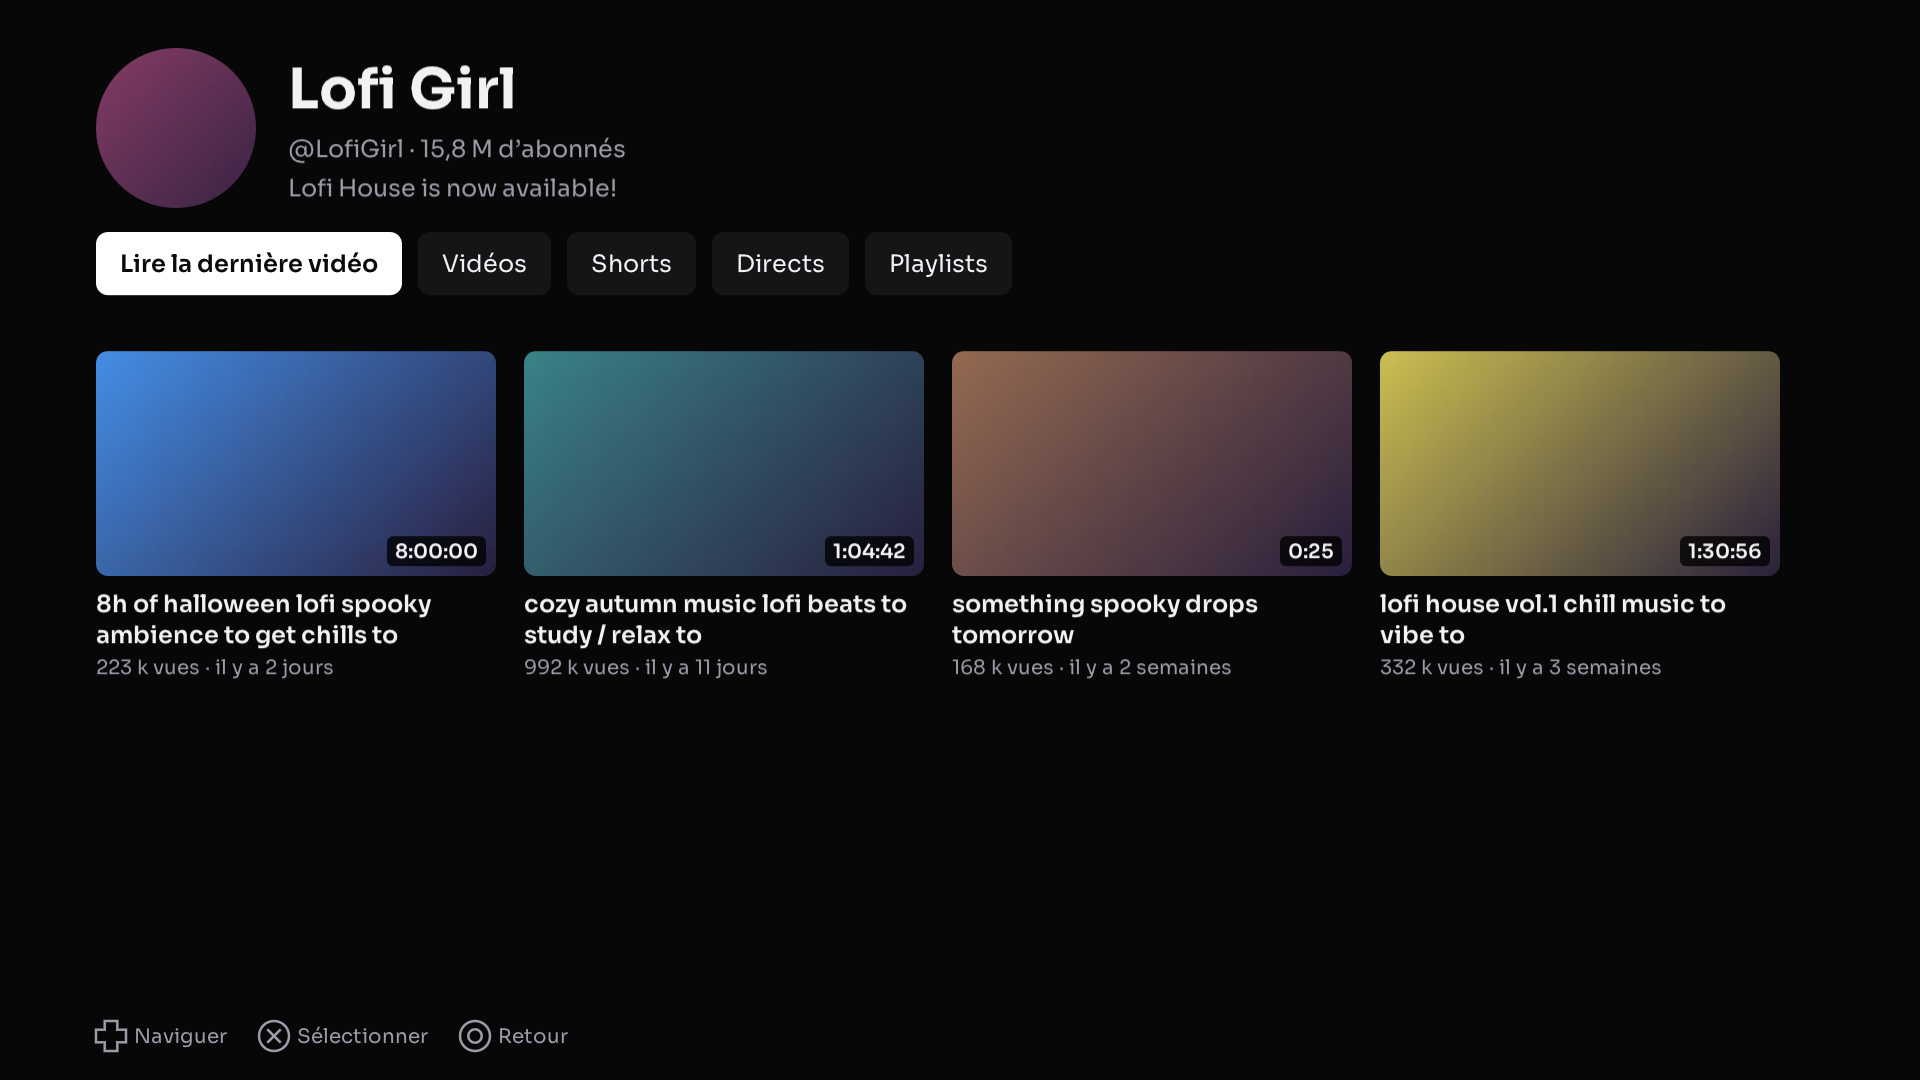 Lofi Girl
@LofiGirl · 15,8 M d’abonnés
Lofi House is now available!
Lire la dernière vidéo
Vidéos
Shorts
Directs
Playlists
8:00:00
1:04:42
0:25
1:30:56
8h of halloween lofi spooky
ambience to get chills to
223 k vues · il y a 2 jours
cozy autumn music lofi beats to
study / relax to
992 k vues · il y a 11 jours
something spooky drops
tomorrow
168 k vues · il y a 2 semaines
lofi house vol.1 chill music to
vibe to
332 k vues · il y a 3 semaines
Naviguer
Sélectionner
Retour